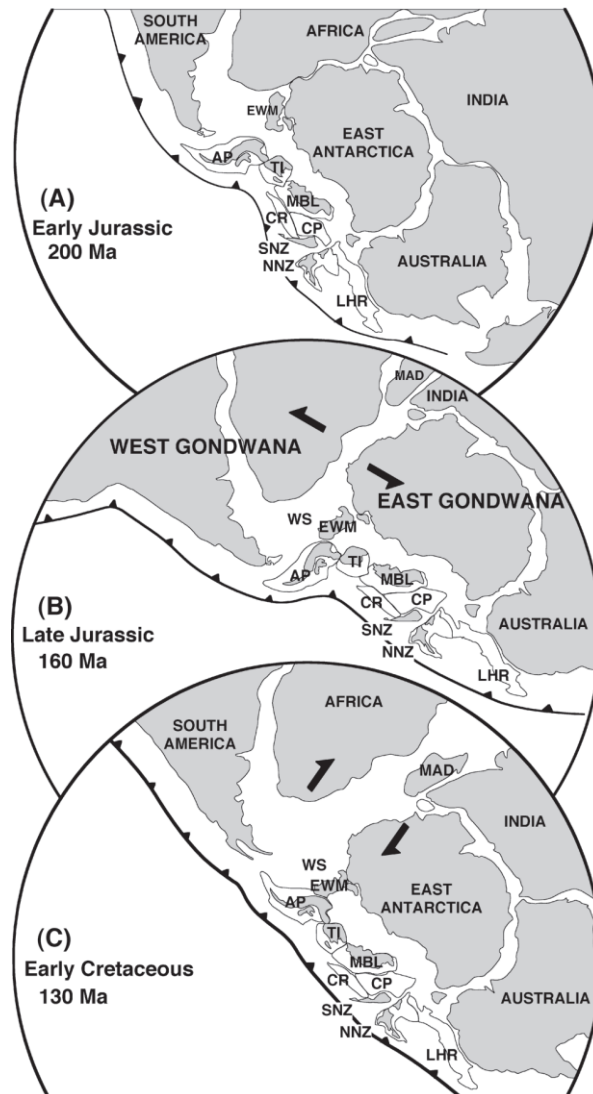 SOUTH
AMERICA
AFRICA
INDIA
EWM
EAST
ANTARCTICA
AP
TI
(A)
MBL
Early Jurassic
200 Ma
CR
CP
SNZ
NNZ
AUSTRALIA
LHR
MAD
INDIA
WEST GONDWANA
EAST GONDWANA
WS
EWM
AP
TI
MBL
(B)
CR
CP
Late Jurassic
160 Ma
SNZ
NNZ
AUSTRALIA
LHR
SOUTH
AMERICA
AFRICA
MAD
INDIA
WS
EWM
EAST
ANTARCTICA
AP
TI
(C)
MBL
Early Cretaceous
130 Ma
CR
CP
SNZ
NNZ
AUSTRALIA
LHR